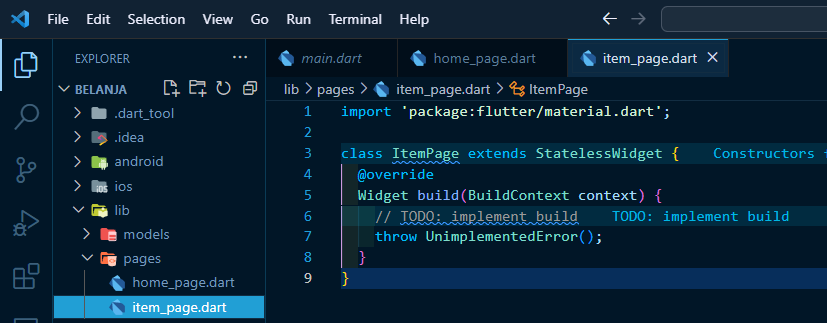 File Edit Selection View Go Run Terminal Help
EXPLORER
main.dart home_page.dart item_page.dart
BELANJA
lib > pages > item_page.dart > ItemPage
.dart_tool
.idea
android
ios
lib
models
pages
home_page.dart
item_page.dart
1 import 'package:flutter/material.dart';
2
3 class ItemPage extends StatelessWidget { Constructors
4 @override
5 Widget build(BuildContext context) {
6 // TODO: implement build TODO: implement build
7 throw UnimplementedError();
8 }
9 }